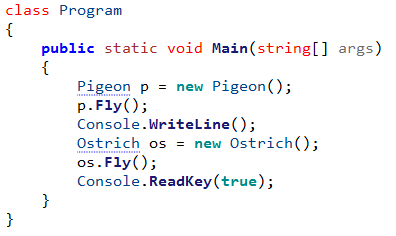 class Program
{
public static void Main(string[] args)
{
Pigeon p = new Pigeon();
p.Fly();
Console.WriteLine();
Ostrich os = new Ostrich();
os.Fly();
Console.ReadKey(true);
}
}